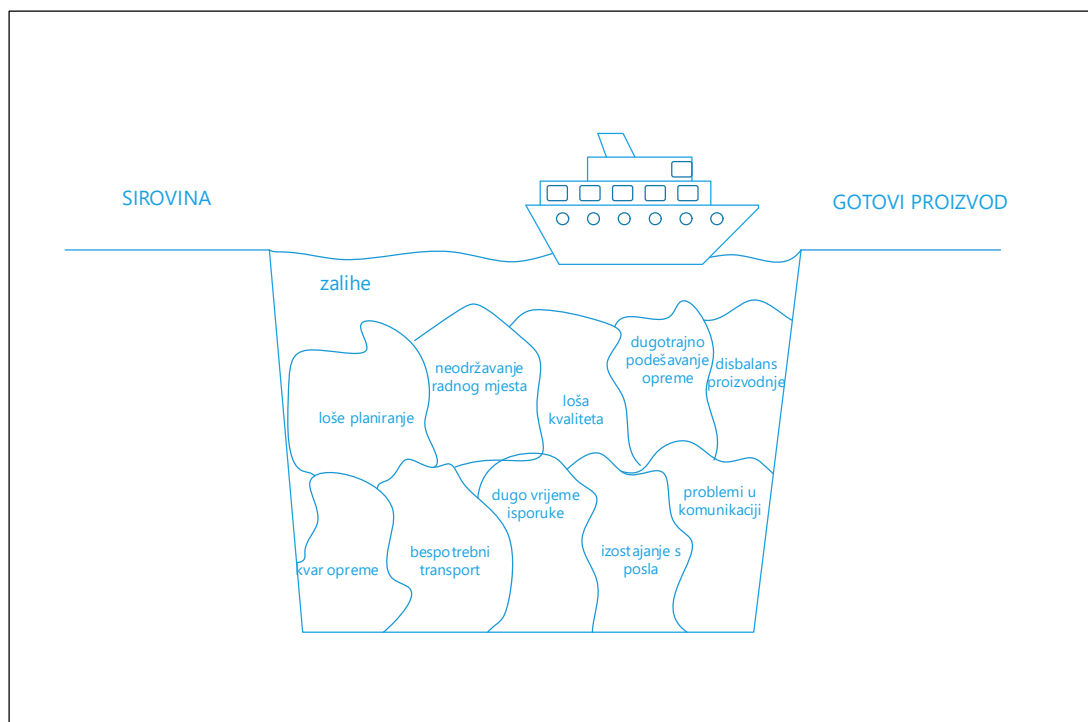 SIROVINA
GOTOVI PROIZVOD
zalihe
neodržavanje
radnog mjesta
dugotrajno
podešavanje
opreme
disbalans
proizvodnje
loše planiranje
loša
kvaliteta
dugo vrijeme
isporuke
problemi u
komunikaciji
kvar opreme
bespotrebni
transport
izostajanje s
posla